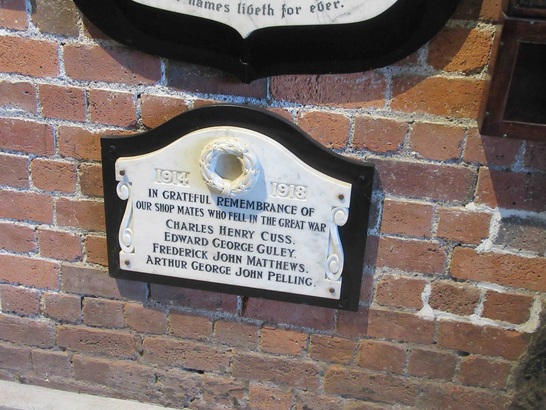 names liveth for ever.
1914 1918
IN GRATEFUL REMEMBRANCE OF
OUR SHOP MATES WHO FELL IN THE GREAT WAR
CHARLES HENRY CUSS.
EDWARD GEORGE GULEY.
FREDERICK JOHN MATTHEWS.
ARTHUR GEORGE JOHN PELLING.